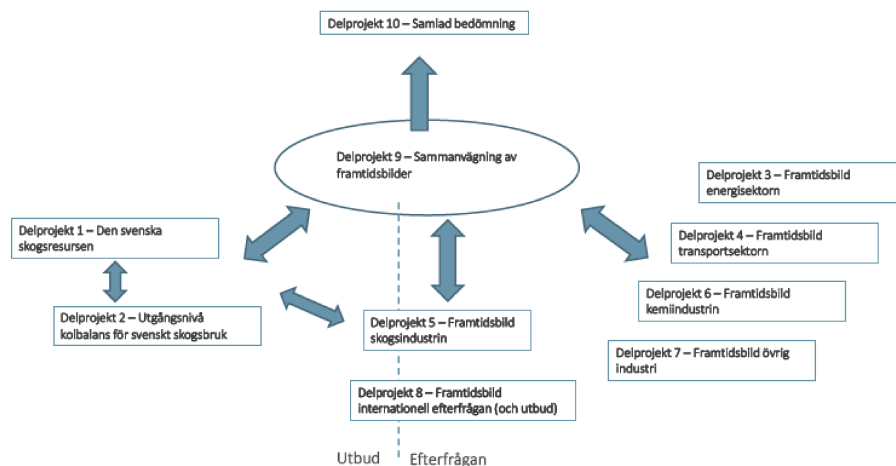 Delprojekt 10 – Samlad bedömning
Delprojekt 9 – Sammanvägning av
framtidsbilder
Delprojekt 3 – Framtidsbild
energisektorn
Delprojekt 1 – Den svenska
skogsresursen
Delprojekt 4 – Framtidsbild
transportsektorn
Delprojekt 6 – Framtidsbild
kemiindustrin
Delprojekt 2 – Utgångsnivå
kolbalans för svenskt skogsbruk
Delprojekt 5 – Framtidsbild
skogsindustrin
Delprojekt 7 – Framtidsbild övrig
industri
Delprojekt 8 – Framtidsbild
internationell efterfrågan (och utbud)
Utbud
Efterfrågan